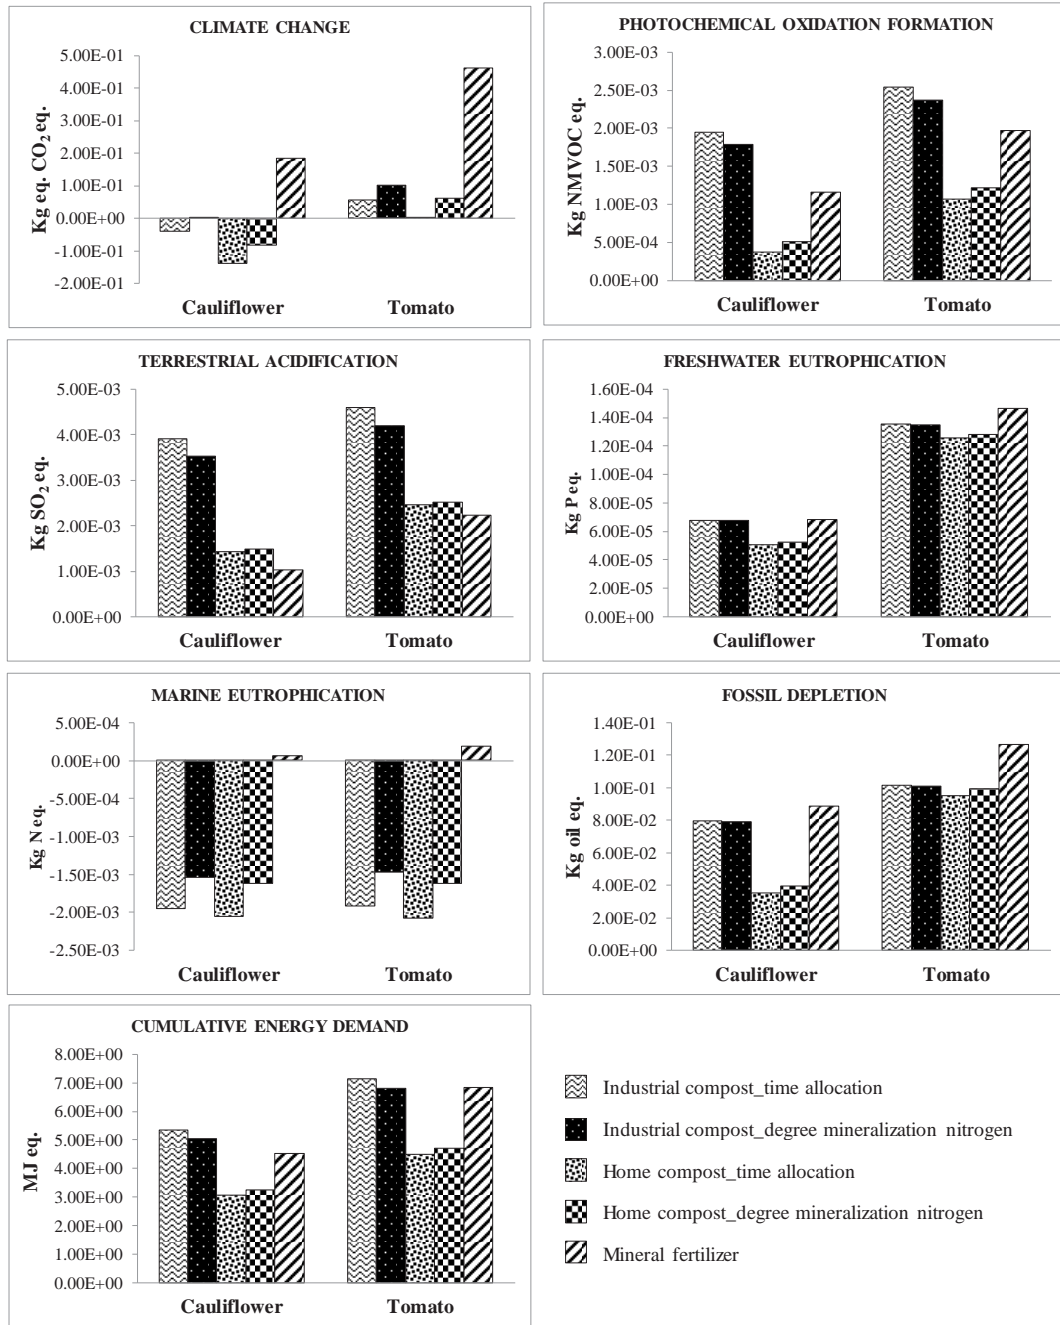 CLIMATE CHANGE
5.00E-01
4.00E-01
3.00E-01
2.00E-01
1.00E-01
0.00E+00
-1.00E-01
-2.00E-01
Kg eq. CO2 eq.
Cauliflower Tomato
PHOTOCHEMICAL OXIDATION FORMATION
3.00E-03
2.50E-03
2.00E-03
1.50E-03
1.00E-03
5.00E-04
0.00E+00
Kg NMVOC eq.
Cauliflower Tomato
TERRESTRIAL ACIDIFICATION
5.00E-03
4.00E-03
3.00E-03
2.00E-03
1.00E-03
0.00E+00
Kg SO2 eq.
Cauliflower Tomato
FRESHWATER EUTROPHICATION
1.60E-04
1.40E-04
1.20E-04
1.00E-04
8.00E-05
6.00E-05
4.00E-05
2.00E-05
0.00E+00
Kg P eq.
Cauliflower Tomato
MARINE EUTROPHICATION
5.00E-04
0.00E+00
-5.00E-04
-1.00E-03
-1.50E-03
-2.00E-03
-2.50E-03
Kg N eq.
Cauliflower Tomato
FOSSIL DEPLETION
1.40E-01
1.20E-01
1.00E-01
8.00E-02
6.00E-02
4.00E-02
2.00E-02
0.00E+00
Kg oil eq.
Cauliflower Tomato
CUMULATIVE ENERGY DEMAND
8.00E+00
7.00E+00
6.00E+00
5.00E+00
4.00E+00
3.00E+00
2.00E+00
1.00E+00
0.00E+00
MJ eq.
Cauliflower Tomato
Industrial compost_time allocation
Industrial compost_degree mineralization nitrogen
Home compost_time allocation
Home compost_degree mineralization nitrogen
Mineral fertilizer